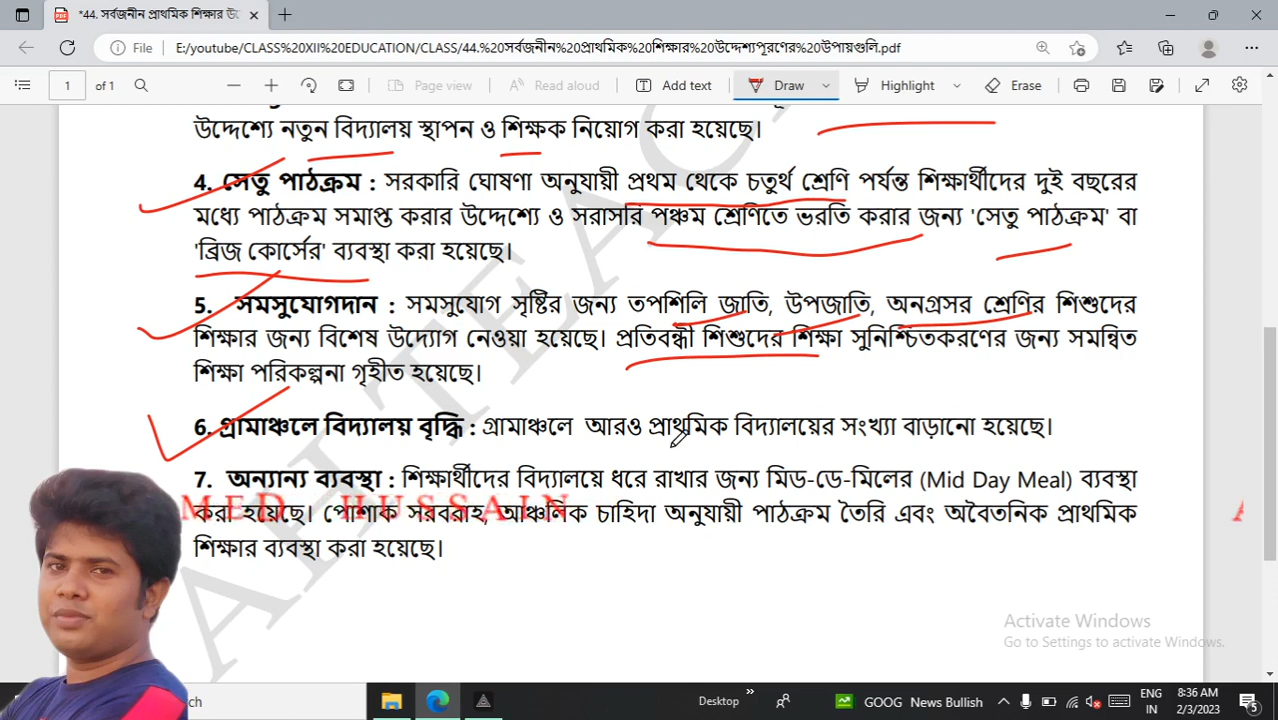 *44. সর্বজনীন প্রাথমিক শিক্ষার উ
File E:/youtube/CLASS%20XII%20EDUCATION/CLASS/44.%20সর্বজনীন%20প্রাথমিক%20শিক্ষার%20উদ্দেশ্যপূরণের%20উপায়গুলি.pdf
1 of 1 Page view Read aloud Add text Draw Highlight Erase
উদ্দেশ্যে নতুন বিদ্যালয় স্থাপন ও শিক্ষক নিয়োগ করা হয়েছে।
4. সেতু পাঠক্রম : সরকারি ঘোষণা অনুযায়ী প্রথম থেকে চতুর্থ শ্রেণি পর্যন্ত শিক্ষার্থীদের দুই বছরের
মধ্যে পাঠক্রম সমাপ্ত করার উদ্দেশ্যে ও সরাসরি পঞ্চম শ্রেণিতে ভরতি করার জন্য 'সেতু পাঠক্রম' বা
'ব্রিজ কোর্সের' ব্যবস্থা করা হয়েছে।
5. সমসুযোগদান : সমসুযোগ সৃষ্টির জন্য তপশিলি জাতি, উপজাতি, অনগ্রসর শ্রেণির শিশুদের
শিক্ষার জন্য বিশেষ উদ্যোগ নেওয়া হয়েছে। প্রতিবন্ধী শিশুদের শিক্ষা সুনিশ্চিতকরণের জন্য সমন্বিত
শিক্ষা পরিকল্পনা গৃহীত হয়েছে।
6. গ্রামাঞ্চলে বিদ্যালয় বৃদ্ধি : গ্রামাঞ্চলে আরও প্রাথমিক বিদ্যালয়ের সংখ্যা বাড়ানো হয়েছে।
7. অন্যান্য ব্যবস্থা : শিক্ষার্থীদের বিদ্যালয়ে ধরে রাখার জন্য মিড-ডে-মিলের (Mid Day Meal) ব্যবস্থা
করা হয়েছে। পোশাক সরবরাহ, আঞ্চলিক চাহিদা অনুযায়ী পাঠক্রম তৈরি এবং অবৈতনিক প্রাথমিক
শিক্ষার ব্যবস্থা করা হয়েছে।
MED HUSSAIN
AH TEAC
Activate Windows
Go to Settings to activate Windows.
Desktop GOOG News Bullish ENG IN 8:36 AM 2/3/2023 5